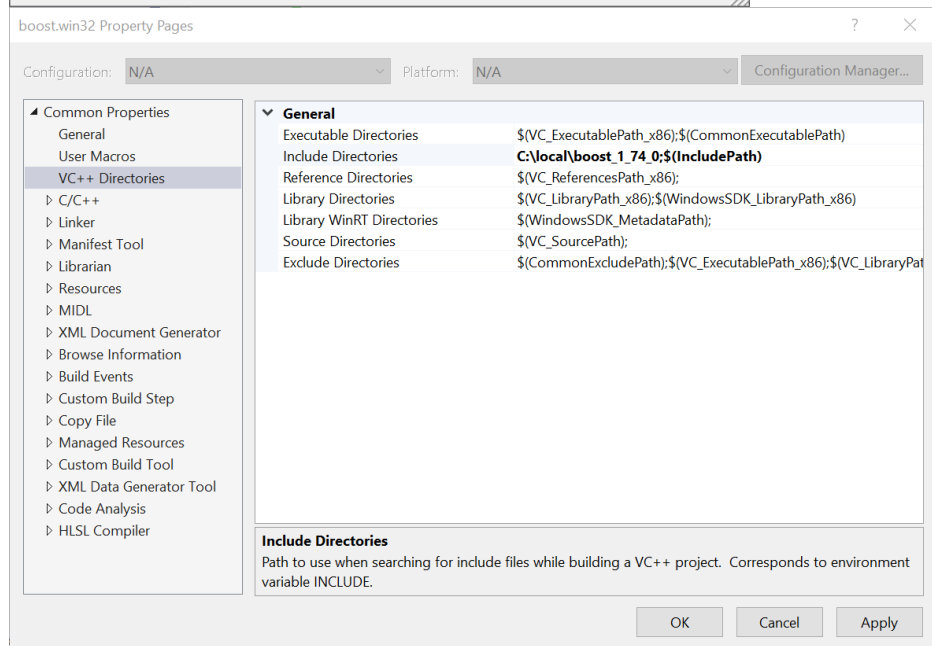 boost.win32 Property Pages
Configuration: N/A Platform: N/A Configuration Manager...
Common Properties
General
User Macros
VC++ Directories
C/C++
Linker
Manifest Tool
Librarian
Resources
MIDL
XML Document Generator
Browse Information
Build Events
Custom Build Step
Copy File
Managed Resources
Custom Build Tool
XML Data Generator Tool
Code Analysis
HLSL Compiler
General
Executable Directories $(VC_ExecutablePath_x86);$(CommonExecutablePath)
Include Directories C:\local\boost_1_74_0;$(IncludePath)
Reference Directories $(VC_ReferencesPath_x86);
Library Directories $(VC_LibraryPath_x86);$(WindowsSDK_LibraryPath_x86)
Library WinRT Directories $(WindowsSDK_MetadataPath);
Source Directories $(VC_SourcePath);
Exclude Directories $(CommonExcludePath);$(VC_ExecutablePath_x86);$(VC_LibraryPat
Include Directories
Path to use when searching for include files while building a VC++ project. Corresponds to environment
variable INCLUDE.
OK Cancel Apply